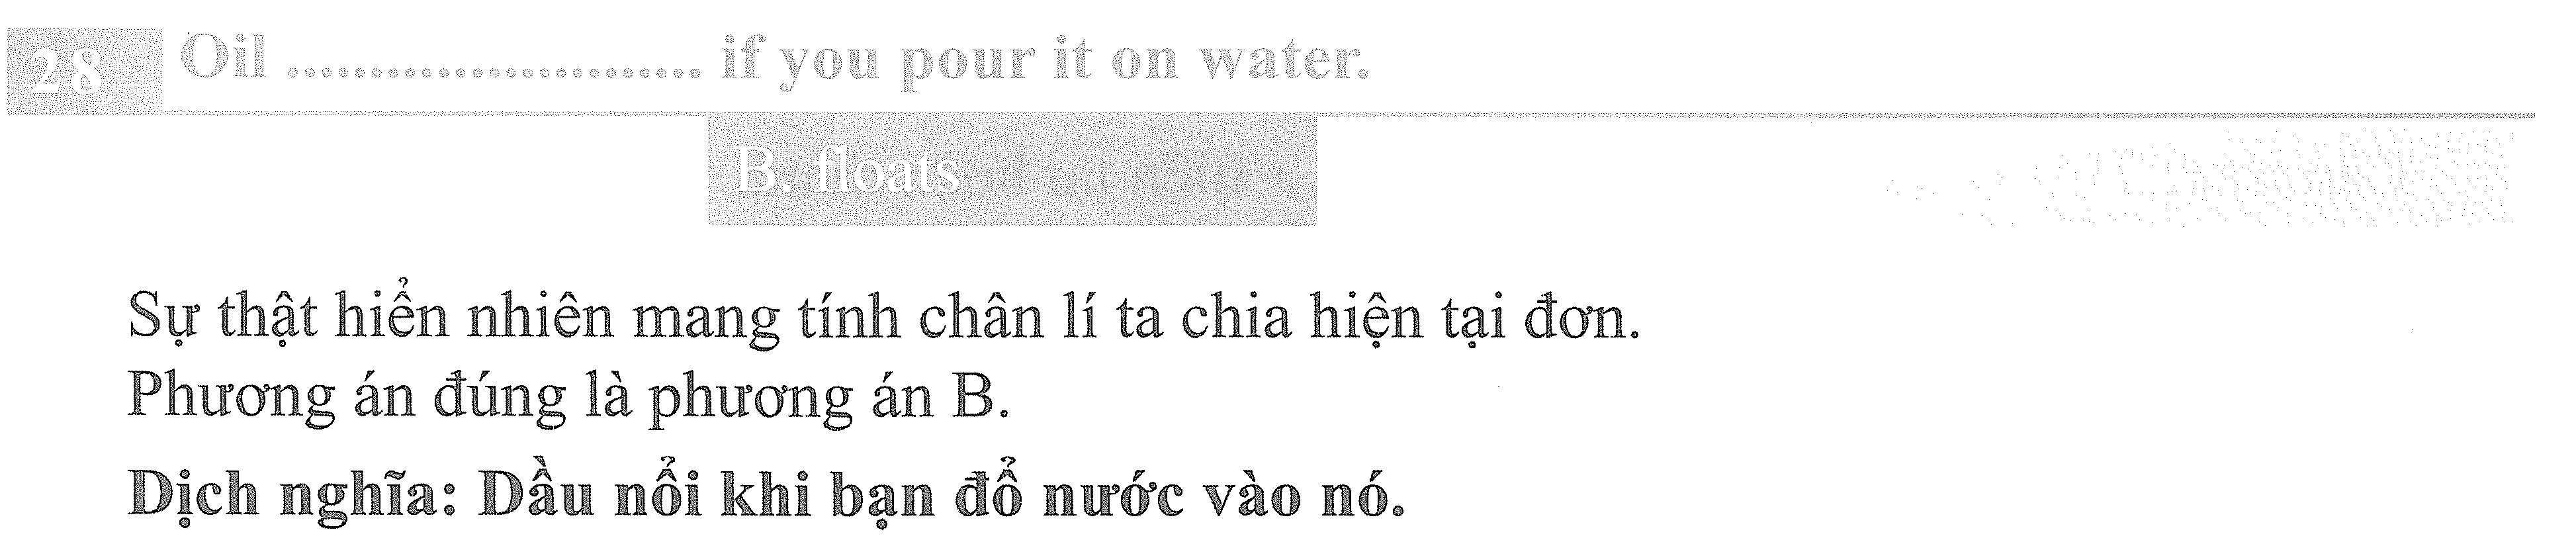 28 Oil ........................... if you pour it on water.
B. floats
Sự thật hiển nhiên mang tính chân lí ta chia hiện tại đơn.
Phương án đúng là phương án B.
Dịch nghĩa: Dầu nổi khi bạn đổ nước vào nó.